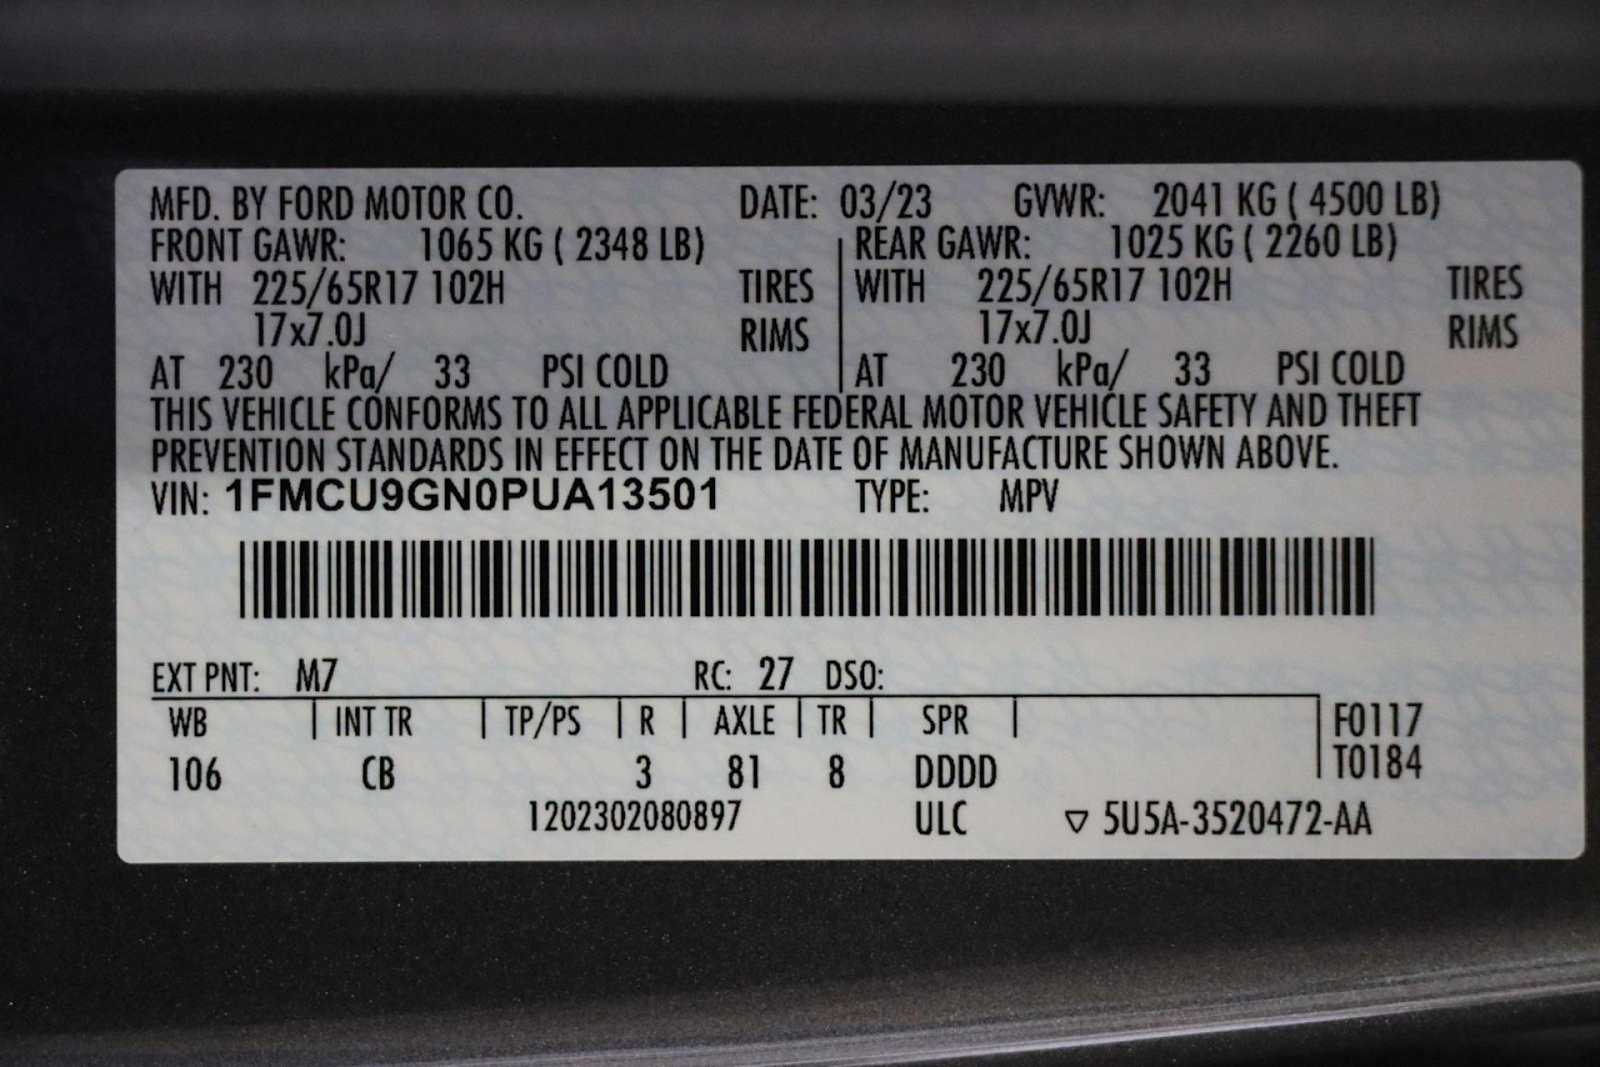 MFD. BY FORD MOTOR CO. DATE: 03/23 GVWR: 2041 KG ( 4500 LB)
FRONT GAWR: 1065 KG ( 2348 LB) REAR GAWR: 1025 KG ( 2260 LB)
WITH 225/65R17 102H TIRES WITH 225/65R17 102H TIRES
17x7.0J RIMS 17x7.0J RIMS
AT 230 kPa/ 33 PSI COLD AT 230 kPa/ 33 PSI COLD
THIS VEHICLE CONFORMS TO ALL APPLICABLE FEDERAL MOTOR VEHICLE SAFETY AND THEFT
PREVENTION STANDARDS IN EFFECT ON THE DATE OF MANUFACTURE SHOWN ABOVE.
VIN: 1FMCU9GN0PUA13501 TYPE: MPV
EXT PNT: M7 RC: 27 DSO:
WB INT TR TP/PS R AXLE TR SPR F0117
T0184
106 CB 3 81 8 DDDD
1202302080897 ULC ▽ 5U5A-3520472-AA